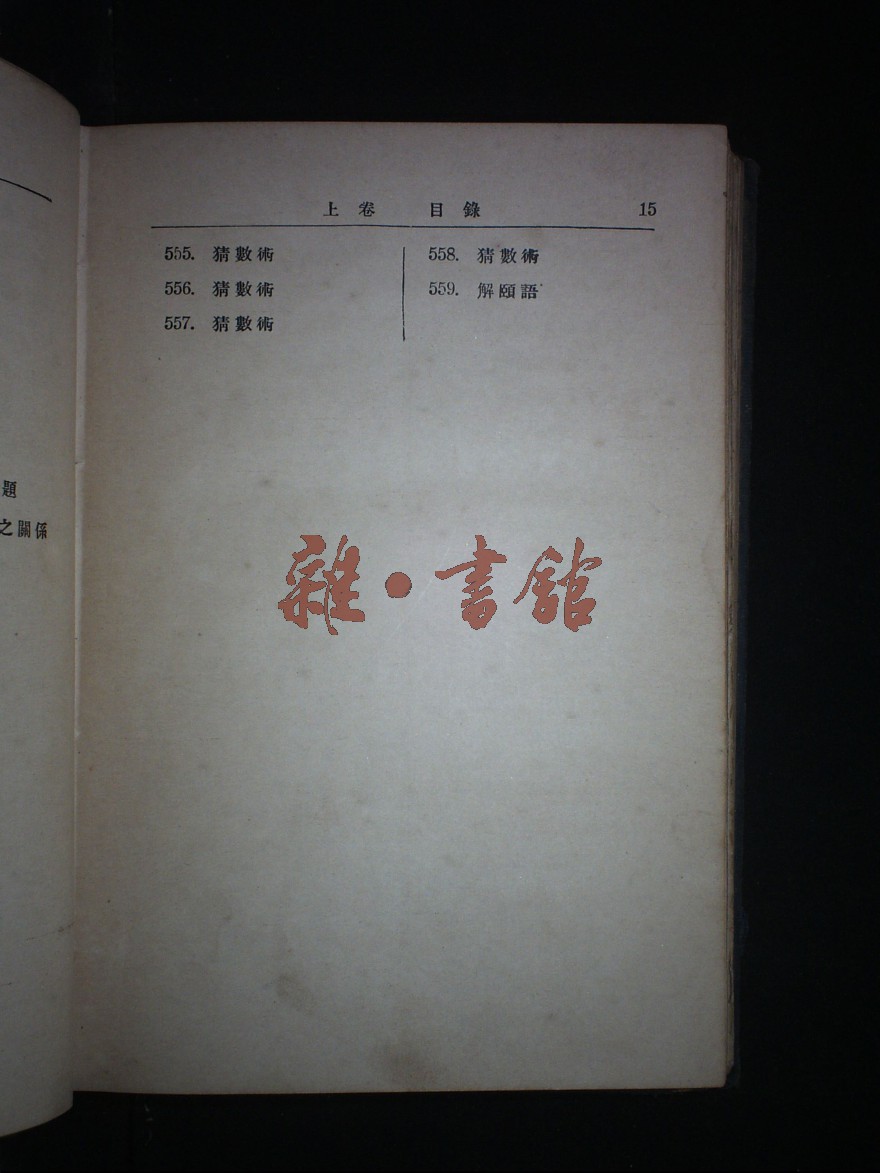 題
之關係
上卷 目錄 15
555. 猜數術
556. 猜數術
557. 猜數術
558. 猜數術
559. 解頤語
雜·書館